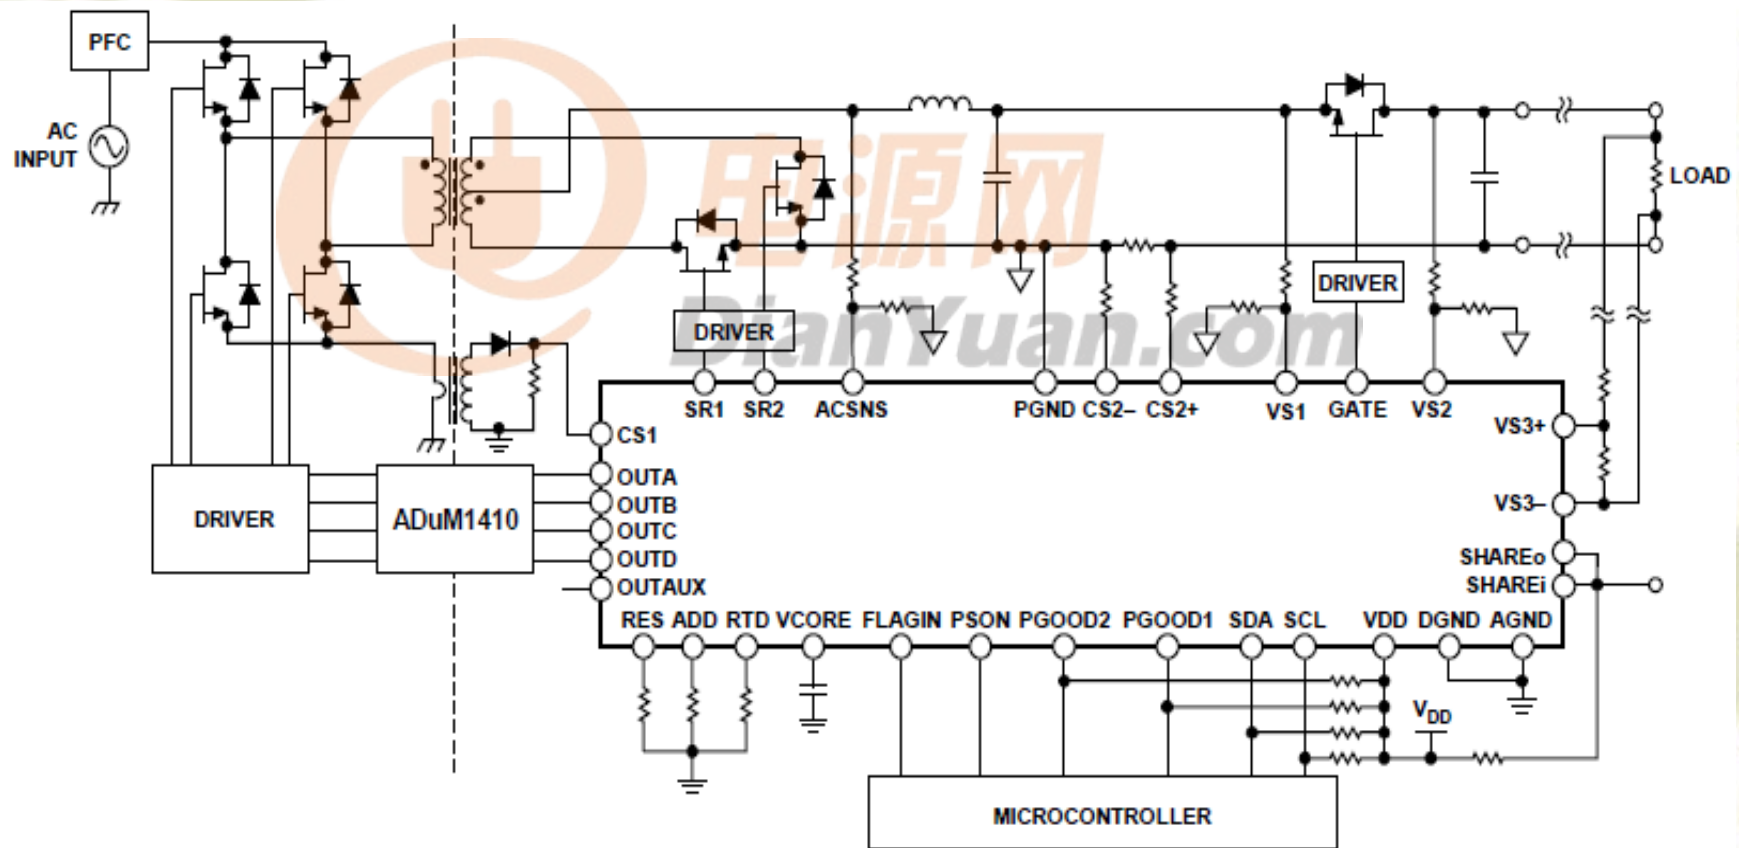 PFC
AC
INPUT
电源网
DianYuan.com
LOAD
DRIVER
DRIVER
SR1 SR2 ACSNS PGND CS2– CS2+ VS1 GATE VS2
CS1
VS3+
OUTA
OUTB
OUTC
OUTD
OUTAUX
VS3–
DRIVER
ADuM1410
SHAREo
SHAREi
RES ADD RTD VCORE FLAGIN PSON PGOOD2 PGOOD1 SDA SCL VDD DGND AGND
VDD
MICROCONTROLLER